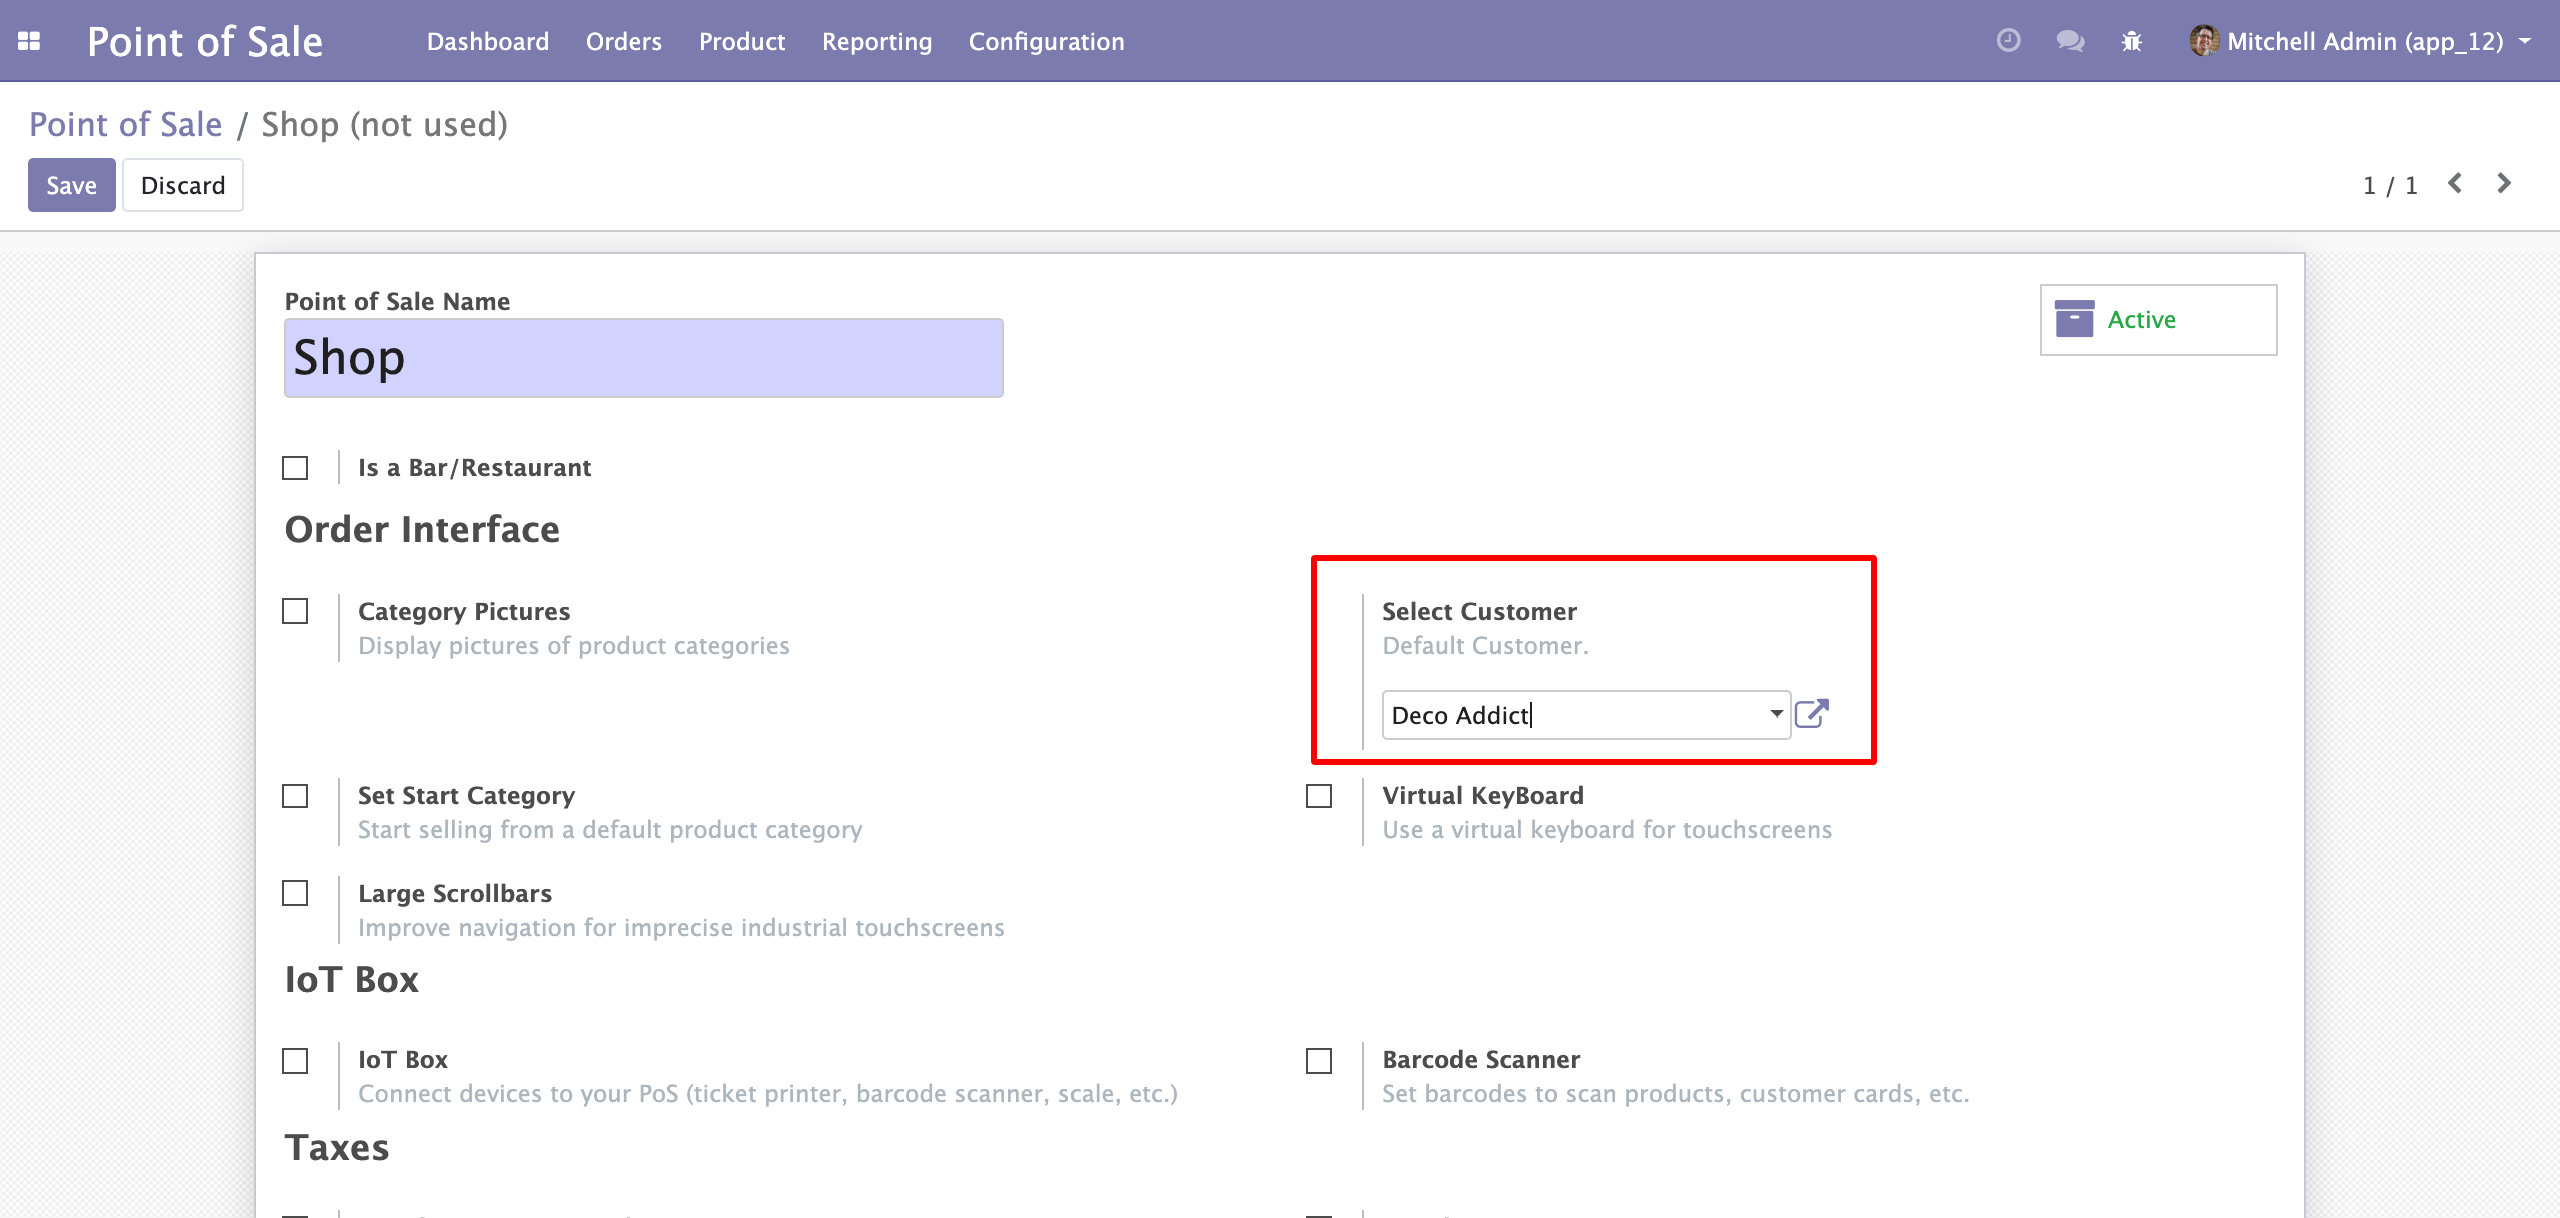 Point of Sale Dashboard Orders Product Reporting Configuration Mitchell Admin (app_12)
Point of Sale / Shop (not used)
Save Discard 1 / 1
Point of Sale Name
Active
Shop
Is a Bar/Restaurant
Order Interface
Category Pictures
Display pictures of product categories
Select Customer
Default Customer.
Deco Addict
Set Start Category
Start selling from a default product category
Virtual KeyBoard
Use a virtual keyboard for touchscreens
Large Scrollbars
Improve navigation for imprecise industrial touchscreens
IoT Box
IoT Box
Connect devices to your PoS (ticket printer, barcode scanner, scale, etc.)
Barcode Scanner
Set barcodes to scan products, customer cards, etc.
Taxes